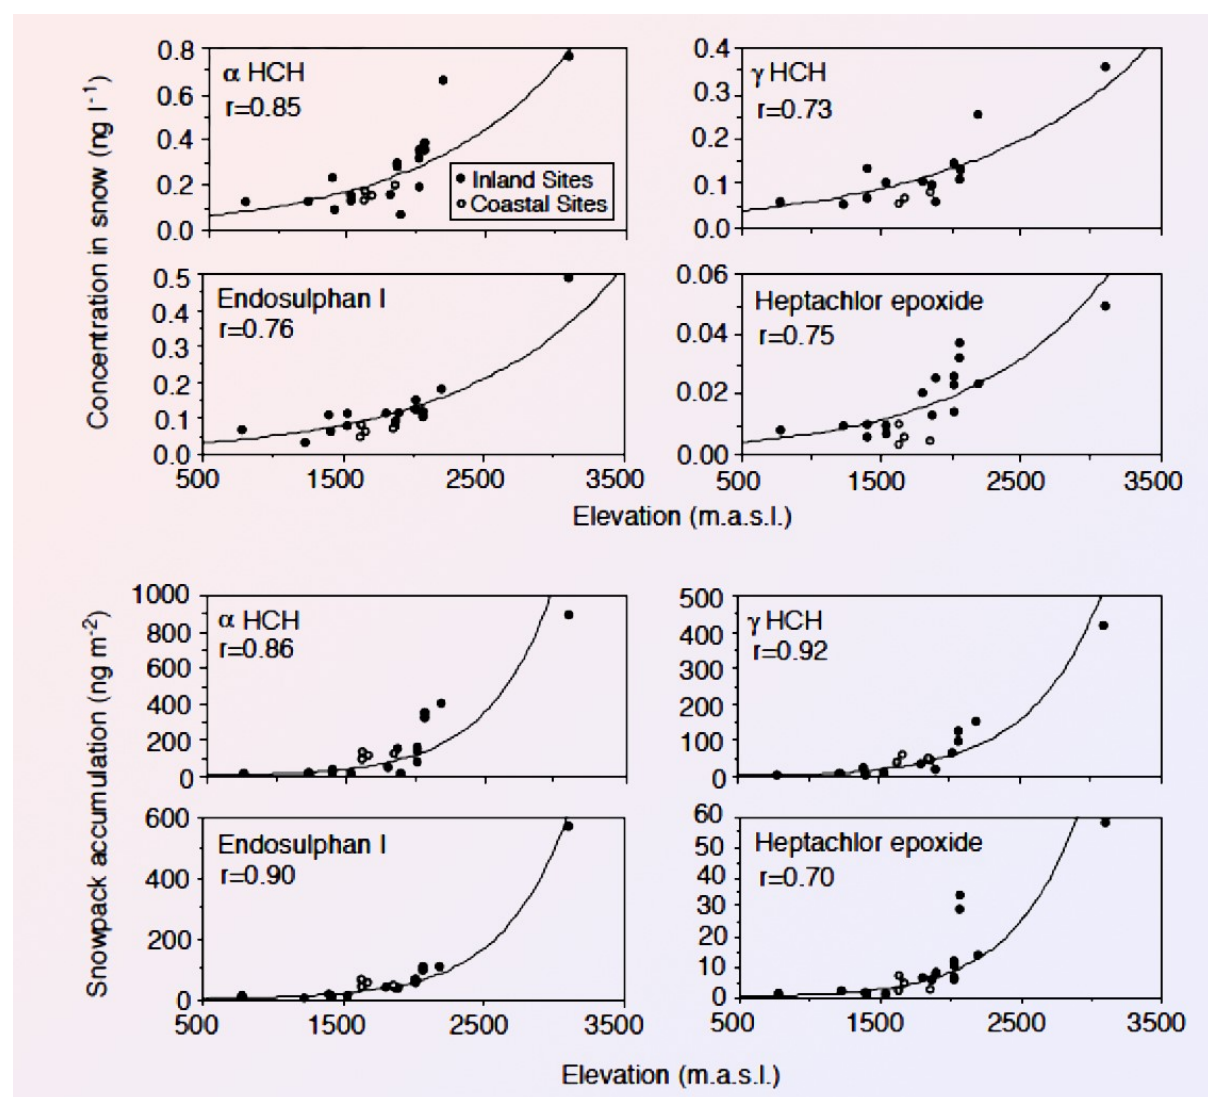 Concentration in snow (ng l-1)
0.8
0.6
0.4
0.2
0.0
α HCH
r=0.85
Inland Sites
Coastal Sites
0.4
0.3
0.2
0.1
0.0
γ HCH
r=0.73
0.5
0.4
0.3
0.2
0.1
0.0
Endosulphan I
r=0.76
500 1500 2500 3500
0.06
0.04
0.02
0.00
Heptachlor epoxide
r=0.75
500 1500 2500 3500
Elevation (m.a.s.l.)
Snowpack accumulation (ng m-2)
1000
800
600
400
200
0
α HCH
r=0.86
500
400
300
200
100
0
γ HCH
r=0.92
600
400
200
0
Endosulphan I
r=0.90
500 1500 2500 3500
60
50
40
30
20
10
0
Heptachlor epoxide
r=0.70
500 1500 2500 3500
Elevation (m.a.s.l.)